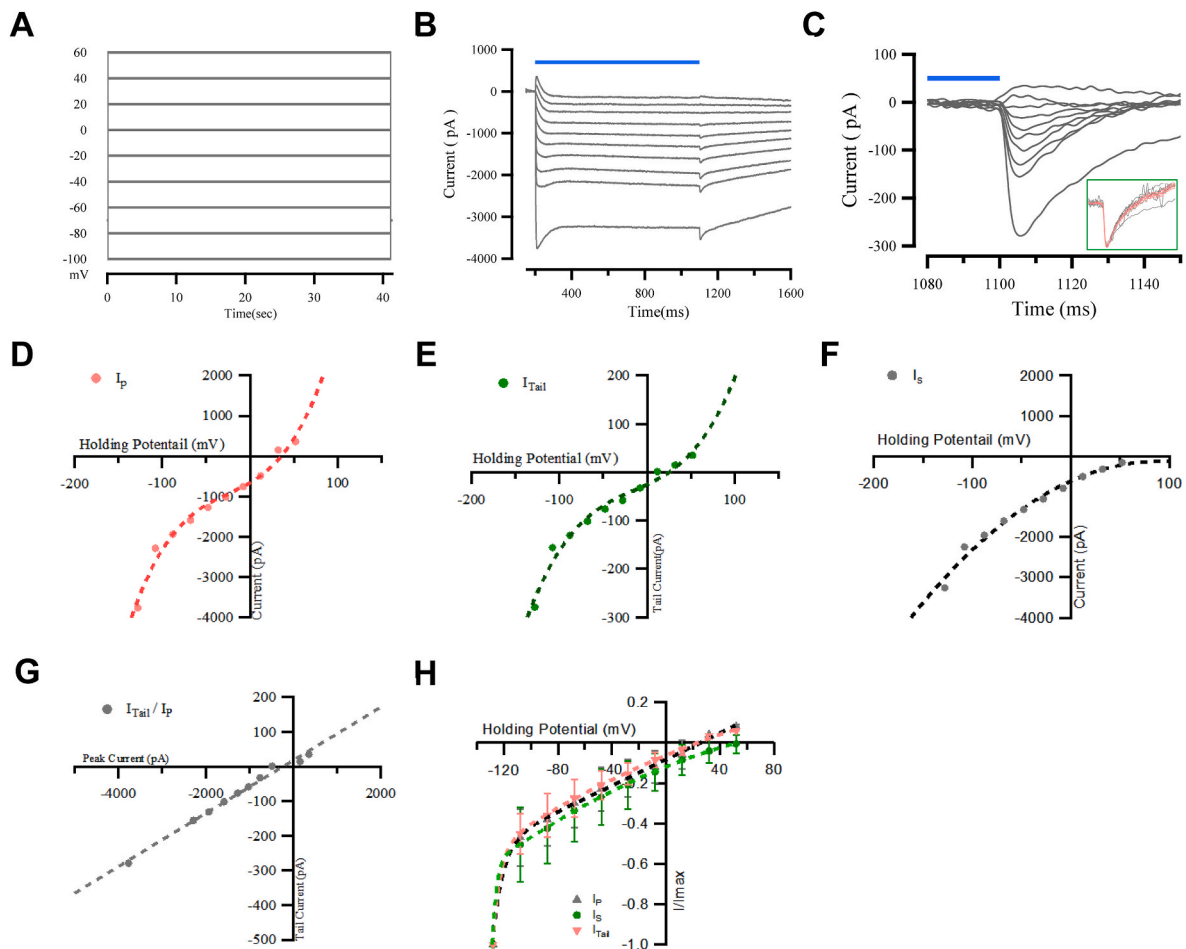 A
60
40
20
0
-20
-40
-60
-80
-100
mV
0 10 20 30 40
Time(sec)
B
1000
0
-1000
-2000
-3000
-4000
Current ( pA)
400 800 1200 1600
Time(ms)
C
100
0
-100
-200
-300
Current ( pA)
1080 1100 1120 1140
Time (ms)
D
Ip
2000
1000
Holding Potentail (mV)
-200 -100 0 100
-1000
-2000
-3000
-4000
Current (pA)
E
ITail
200
100
Holding Potential (mV)
-200 -100 0 100
-100
-200
-300
Tail Current(pA)
F
Is
2000
1000
Holding Potentail (mV)
-200 -100 0 100
-1000
-2000
-3000
-4000
Current (pA)
G
ITail / IP
200
100
Peak Current (pA)
-4000 -2000 0 2000
-100
-200
-300
-400
-500
Tail Current (pA)
H
0.2
Holding Potential (mV)
-120 -80 -40 0 40 80
-0.2
-0.4
-0.6
-0.8
-1.0
I/Imax
IP
IS
ITail